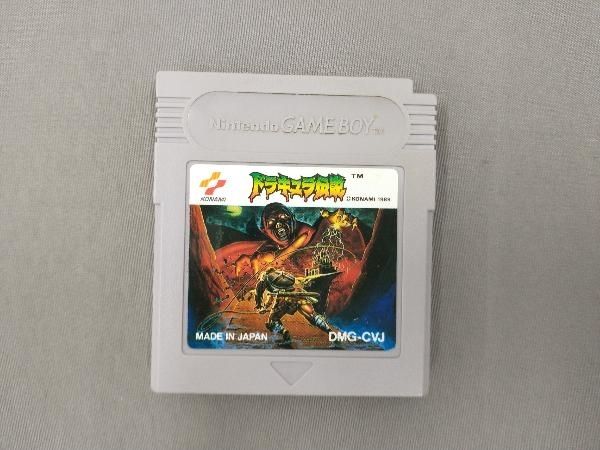 Nintendo GAME BOY TM
ドラキュラ伝説 TM
KONAMI
© KONAMI 1989
MADE IN JAPAN
DMG-CVJ